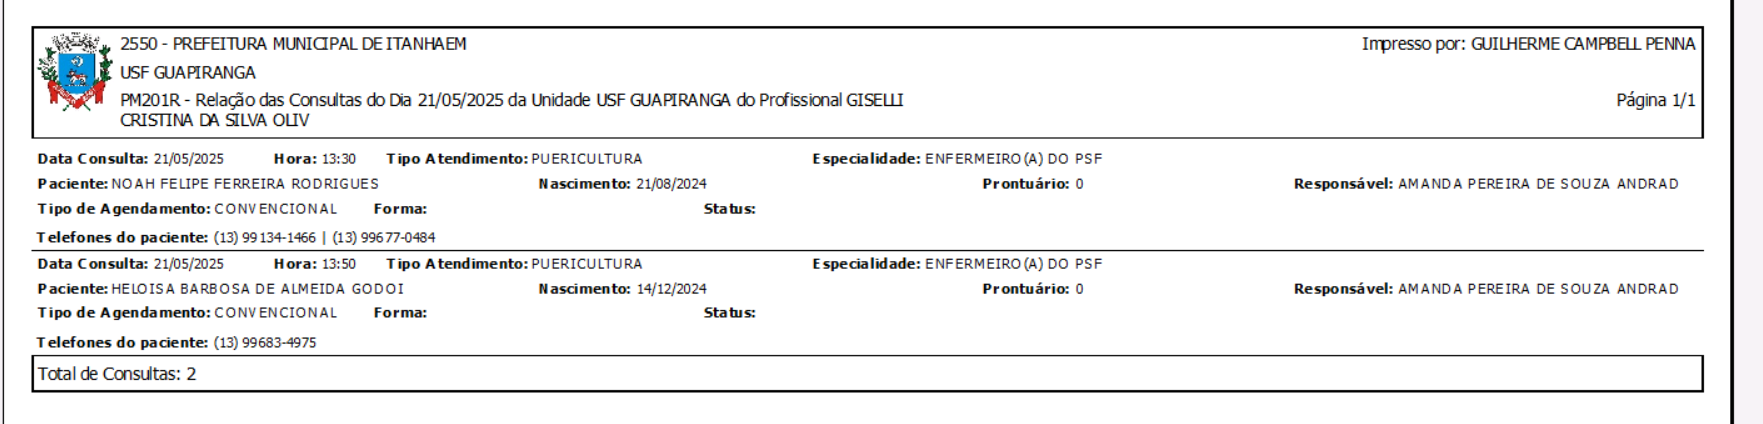 2550 - PREFEITURA MUNICIPAL DE ITANHAEM Impresso por: GUILHERME CAMPBELL PENNA
USF GUAPIRANGA
PM201R - Relação das Consultas do Dia 21/05/2025 da Unidade USF GUAPIRANGA do Profissional GISELLI Página 1/1
CRISTINA DA SILVA OLIV
Data Consulta: 21/05/2025 Hora: 13:30 Tipo Atendimento: PUERICULTURA Especialidade: ENFERMEIRO(A) DO PSF
Paciente: NOAH FELIPE FERREIRA RODRIGUES Nascimento: 21/08/2024 Prontuário: 0 Responsável: AMANDA PEREIRA DE SOUZA ANDRAD
Tipo de Agendamento: CONVENCIONAL Forma: Status:
Telefones do paciente: (13) 99134-1466 | (13) 99677-0484
Data Consulta: 21/05/2025 Hora: 13:50 Tipo Atendimento: PUERICULTURA Especialidade: ENFERMEIRO(A) DO PSF
Paciente: HELOISA BARBOSA DE ALMEIDA GODOI Nascimento: 14/12/2024 Prontuário: 0 Responsável: AMANDA PEREIRA DE SOUZA ANDRAD
Tipo de Agendamento: CONVENCIONAL Forma: Status:
Telefones do paciente: (13) 99683-4975
Total de Consultas: 2